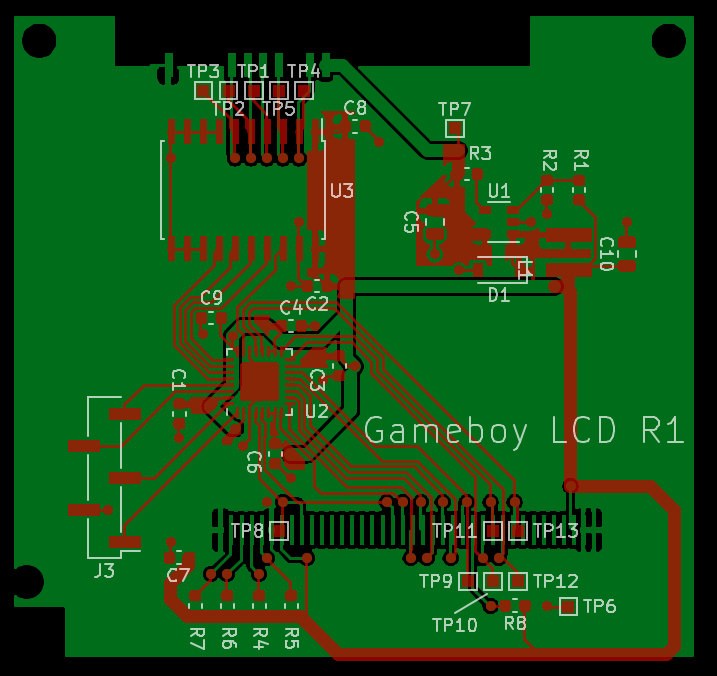 TP3 TP1 TP4
TP2 TP5
C8
TP7
R3
R2 R1
U3
U1
C5
L1
C10
D1
C2
C9
C4
C1
C3
U2
Gameboy LCD R1
C6
TP8
TP11
TP13
J3
C7
TP9
TP12
TP10
R8
TP6
R7 R6 R4 R5